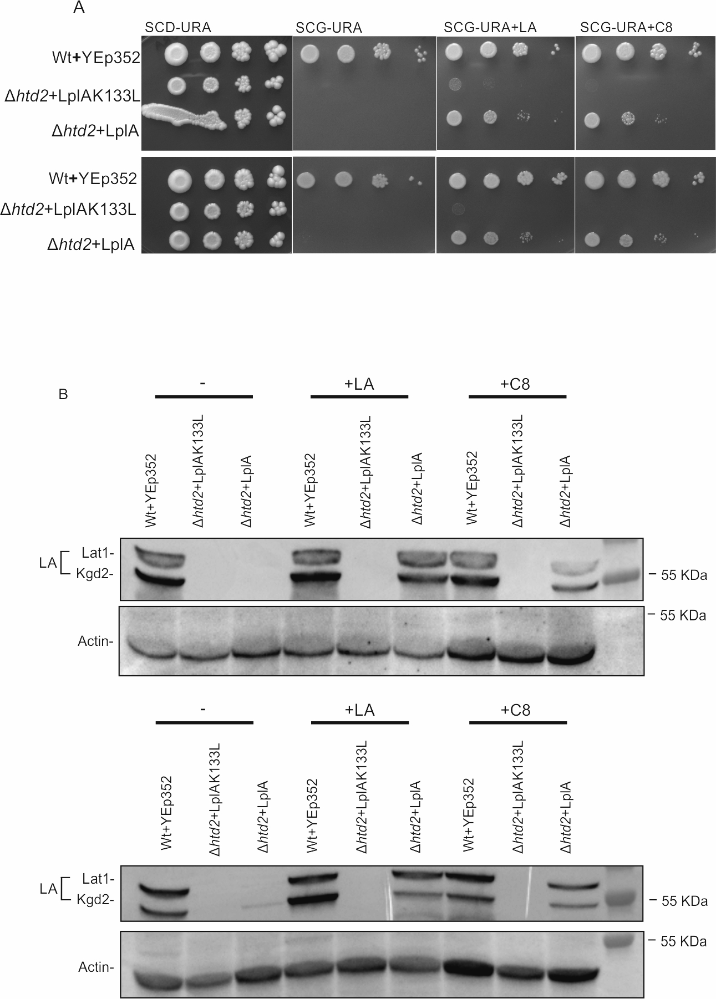 A
SCD-URA SCG-URA SCG-URA+LA SCG-URA+C8
Wt+YEp352
Δhtd2+LplAK133L
Δhtd2+LplA
Wt+YEp352
Δhtd2+LplAK133L
Δhtd2+LplA
B
- +LA +C8
Wt+YEp352 Δhtd2+LplAK133L Δhtd2+LplA Wt+YEp352 Δhtd2+LplAK133L Δhtd2+LplA Wt+YEp352 Δhtd2+LplAK133L Δhtd2+LplA
Lat1-
LA
Kgd2- - 55 KDa
- 55 KDa
Actin-
- +LA +C8
Wt+YEp352 Δhtd2+LplAK133L Δhtd2+LplA Wt+YEp352 Δhtd2+LplAK133L Δhtd2+LplA Wt+YEp352 Δhtd2+LplAK133L Δhtd2+LplA
Lat1-
LA
Kgd2- - 55 KDa
- 55 KDa
Actin-